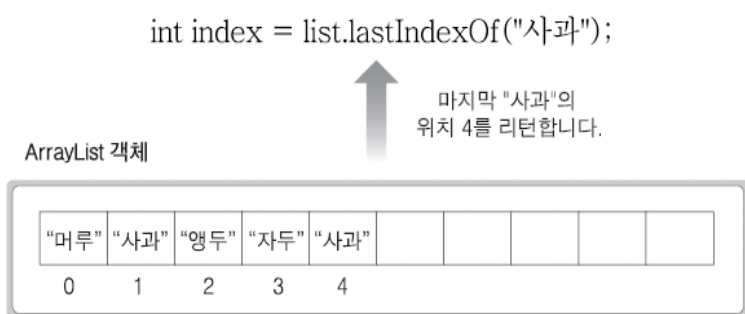 int index = list.lastIndexOf("사과");
마지막 "사과"의
위치 4를 리턴합니다.
ArrayList 객체
“머루” “사과” “앵두” “자두” “사과”
0 1 2 3 4